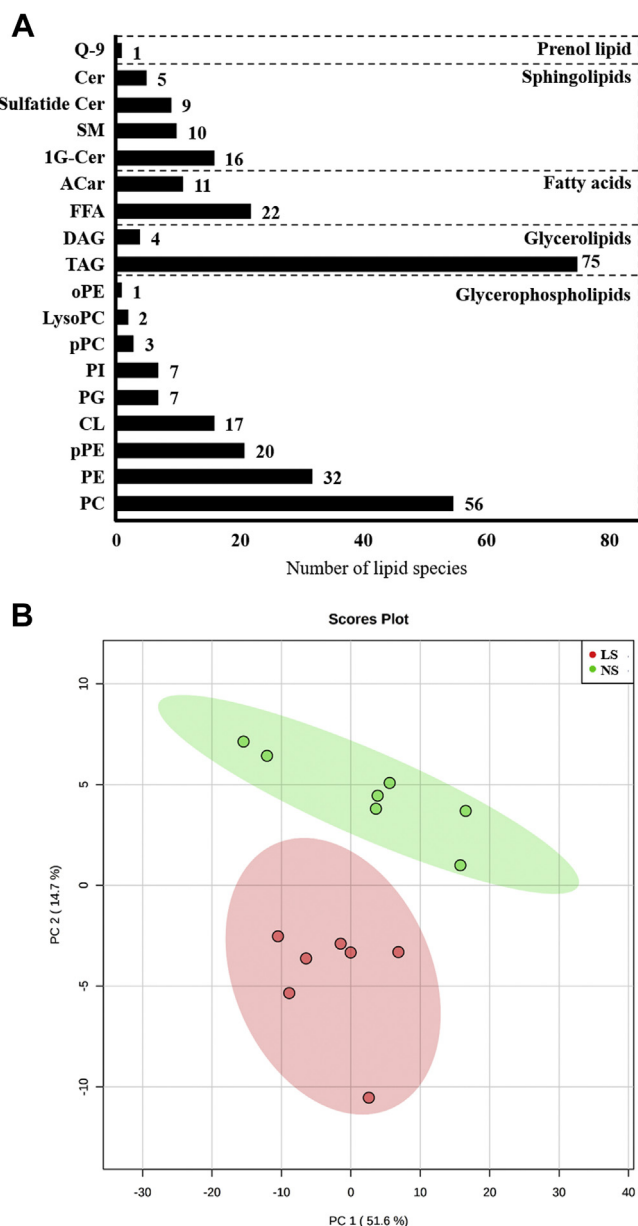 A
Q-9 1 Prenol lipid
Cer 5 Sphingolipids
Sulfatide Cer 9
SM 10
1G-Cer 16
ACar 11 Fatty acids
FFA 22
DAG 4 Glycerolipids
TAG 75
oPE 1 Glycerophospholipids
LysoPC 2
pPC 3
PI 7
PG 7
CL 17
pPE 20
PE 32
PC 56
0 20 40 60 80
Number of lipid species
B
Scores Plot
LS
NS
10
5
0
-5
-10
PC 2 ( 14.7 %)
-30 -20 -10 0 10 20 30 40
PC 1 ( 51.6 %)